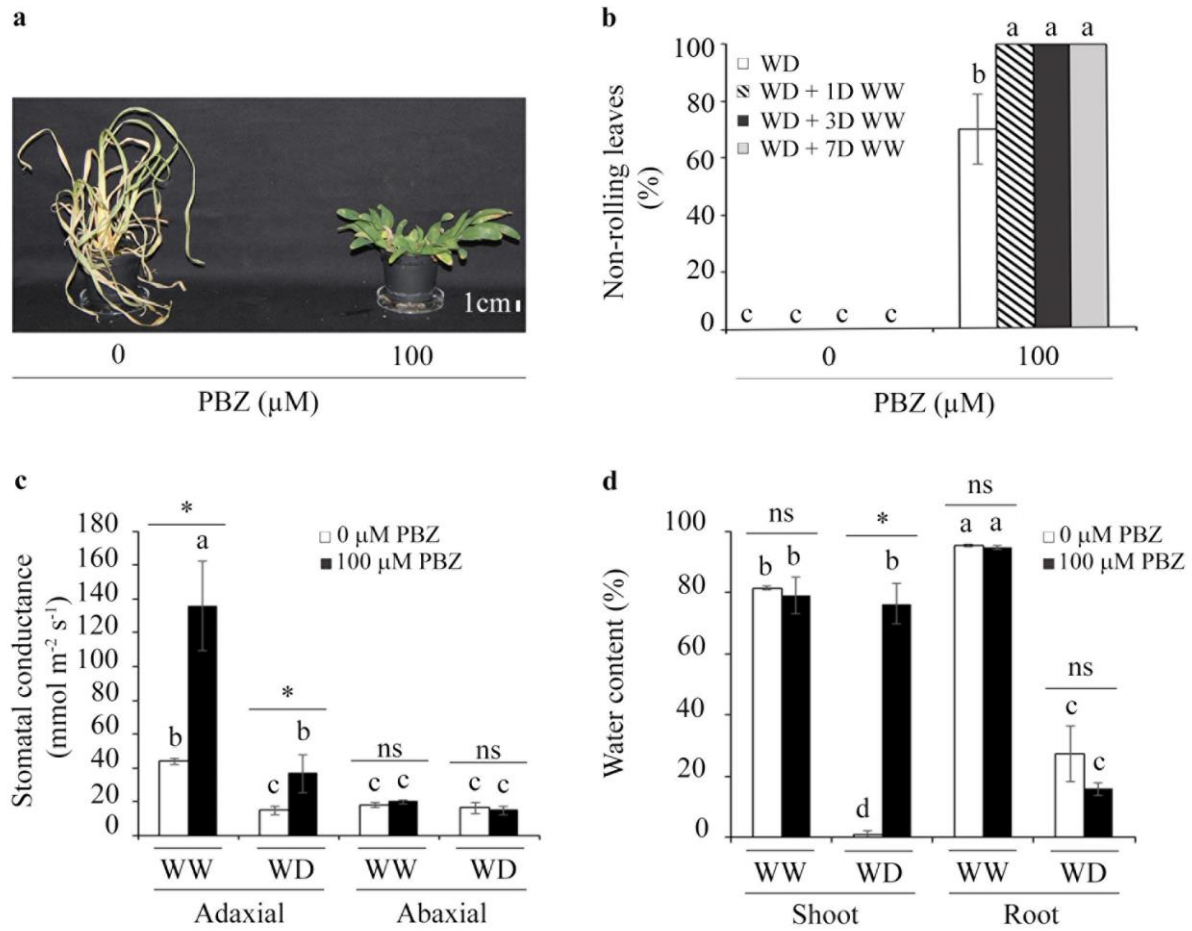 a
1cm
0
100
PBZ (µM)
b
Non-rolling leaves
(%)
100
80
60
40
20
0
WD
WD + 1D WW
WD + 3D WW
WD + 7D WW
c
c
c
c
b
a
a
a
0
100
PBZ (µM)
c
Stomatal conductance
(mmol m⁻² s⁻¹)
180
160
140
120
100
80
60
40
20
0
0 µM PBZ
100 µM PBZ
*
b
a
*
c
b
ns
c
c
ns
c
c
WW
WD
WW
WD
Adaxial
Abaxial
d
Water content (%)
100
80
60
40
20
0
0 µM PBZ
100 µM PBZ
ns
b
b
*
d
b
ns
a
a
ns
c
c
WW
WD
WW
WD
Shoot
Root